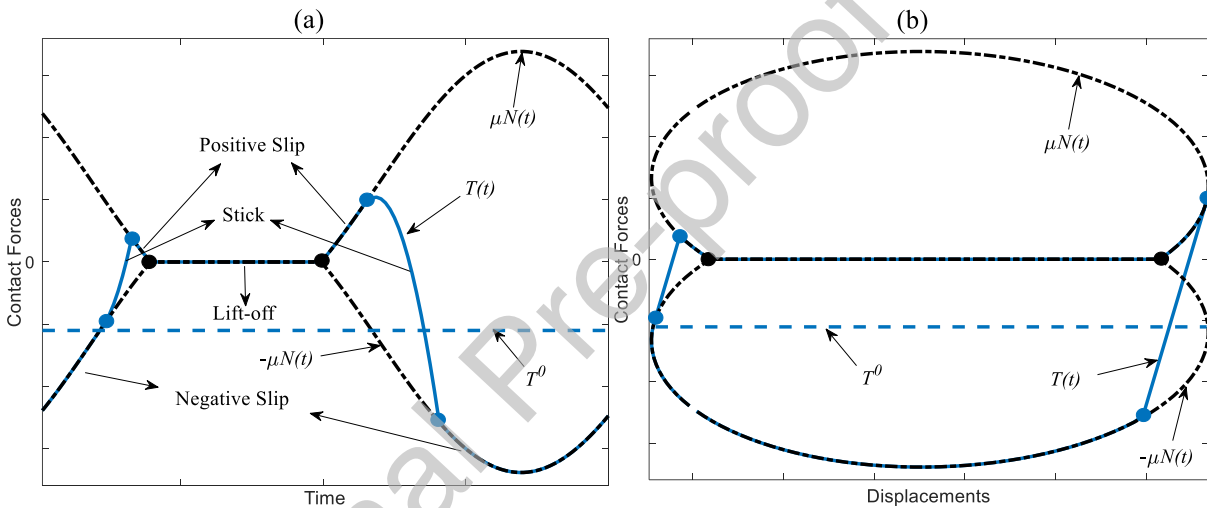 (a)
μN(t)
Positive Slip
T(t)
Stick
0
Contact Forces
Lift-off
-μN(t)
T⁰
Negative Slip
Time
(b)
μN(t)
0
Contact Forces
T⁰
T(t)
-μN(t)
Displacements
nal Pre-proof